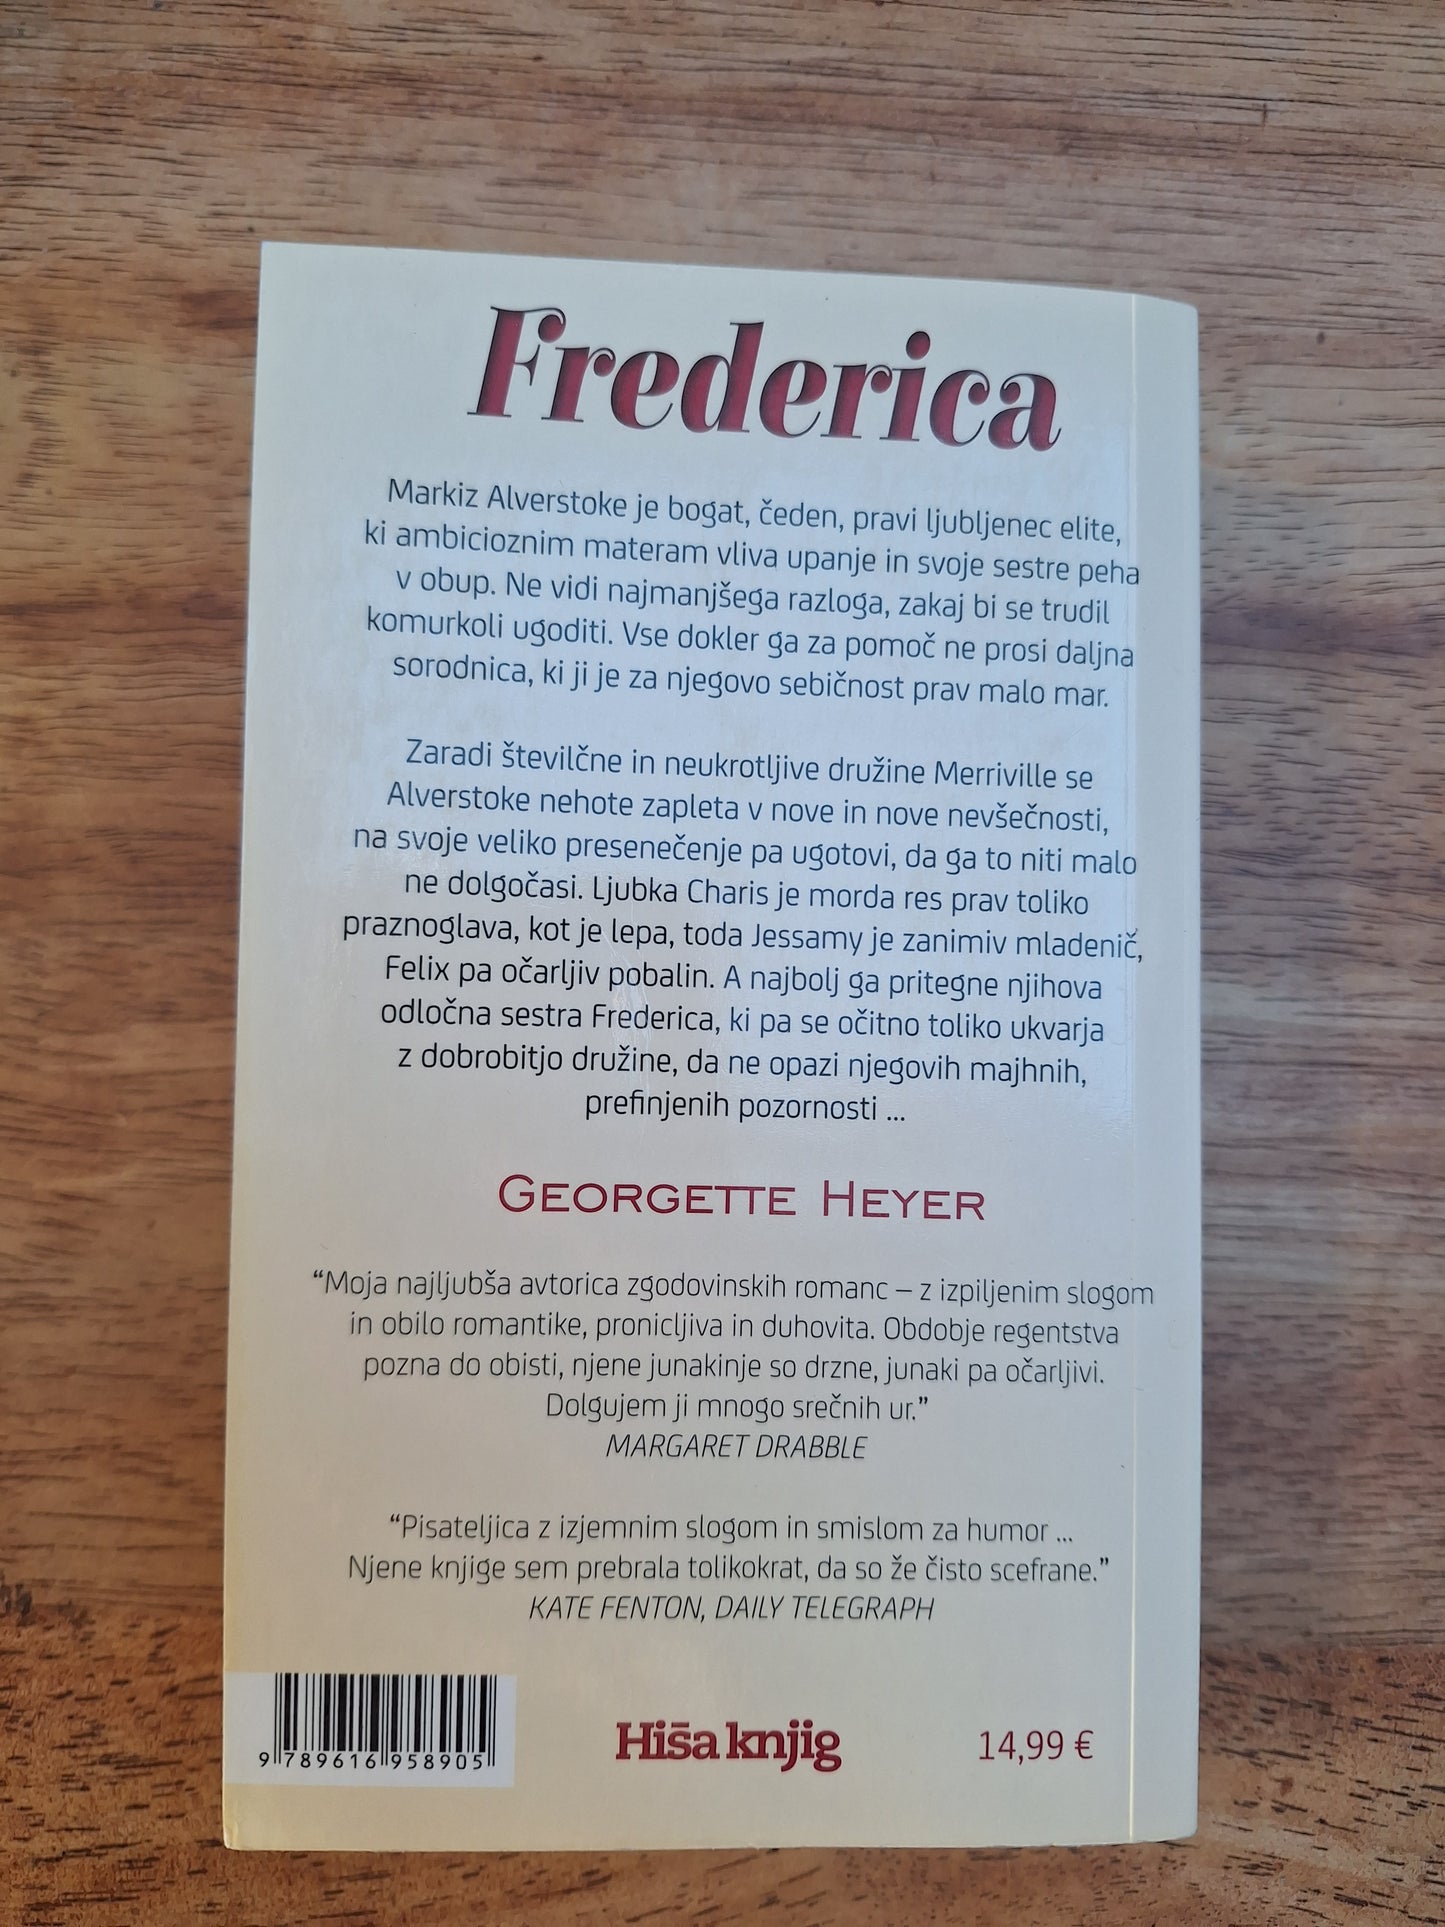 Frederica
Markiz Alverstoke je bogat, čeden, pravi ljubljenec elite,
ki ambicioznim materam vliva upanje in svoje sestre peha
v obup. Ne vidi najmanjšega razloga, zakaj bi se trudil
komurkoli ugoditi. Vse dokler ga za pomoč ne prosi daljna
sorodnica, ki ji je za njegovo sebičnost prav malo mar.
Zaradi številčne in neukrotljive družine Merriville se
Alverstoke nehote zapleta v nove in nove nevšečnosti,
na svoje veliko presenečenje pa ugotovi, da ga to niti malo
ne dolgočasi. Ljubka Charis je morda res prav toliko
praznoglava, kot je lepa, toda Jessamy je zanimiv mladenič,
Felix pa očarljiv pobalin. A najbolj ga pritegne njihova
odločna sestra Frederica, ki pa se očitno toliko ukvarja
z dobrobitjo družine, da ne opazi njegovih majhnih,
prefinjenih pozornosti ...
GEORGETTE HEYER
“Moja najljubša avtorica zgodovinskih romanc – z izpiljenim slogom
in obilo romantike, pronicljiva in duhovita. Obdobje regentstva
pozna do obisti, njene junakinje so drzne, junaki pa očarljivi.
Dolgujem ji mnogo srečnih ur.”
MARGARET DRABBLE
“Pisateljica z izjemnim slogom in smislom za humor ...
Njene knjige sem prebrala tolikokrat, da so že čisto scefrane.”
KATE FENTON, DAILY TELEGRAPH
9 789616 958905
Hiša knjig
14,99 €